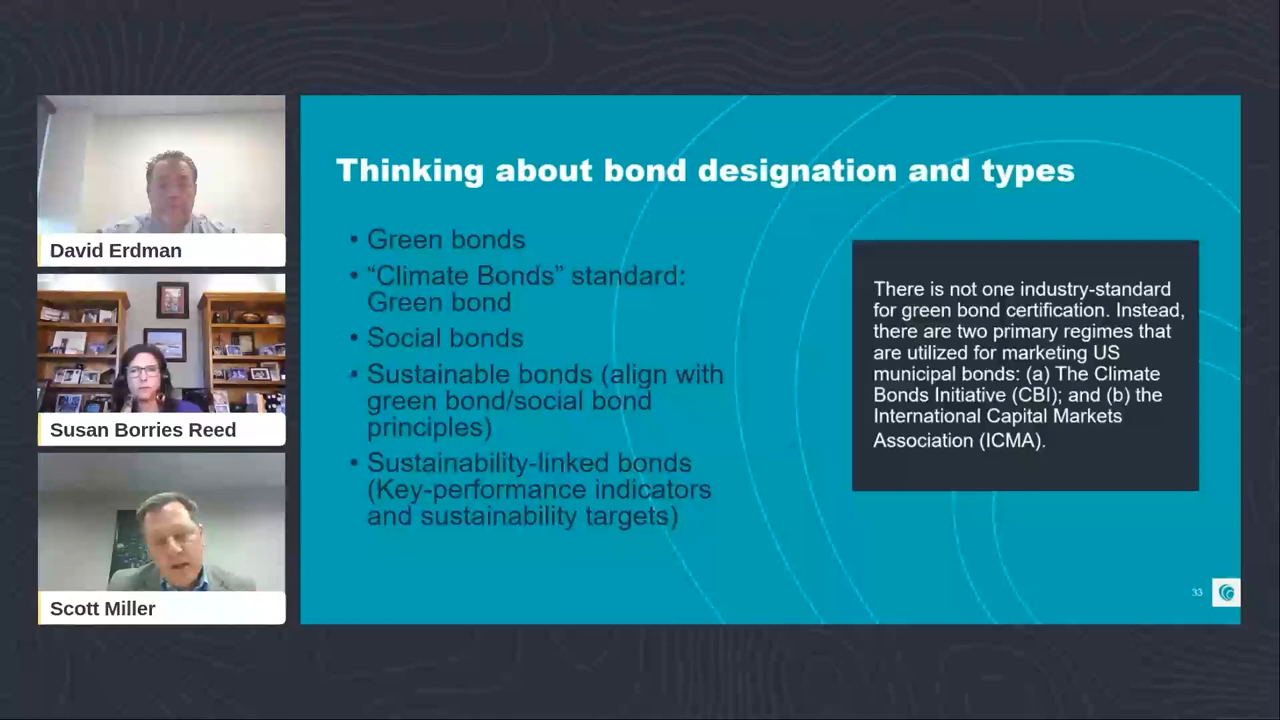 David Erdman
Susan Borries Reed
Scott Miller
Thinking about bond designation and types
• Green bonds
• “Climate Bonds” standard:
Green bond
• Social bonds
• Sustainable bonds (align with
green bond/social bond
principles)
• Sustainability-linked bonds
(Key-performance indicators
and sustainability targets)
There is not one industry-standard
for green bond certification. Instead,
there are two primary regimes that
are utilized for marketing US
municipal bonds: (a) The Climate
Bonds Initiative (CBI); and (b) the
International Capital Markets
Association (ICMA).
33